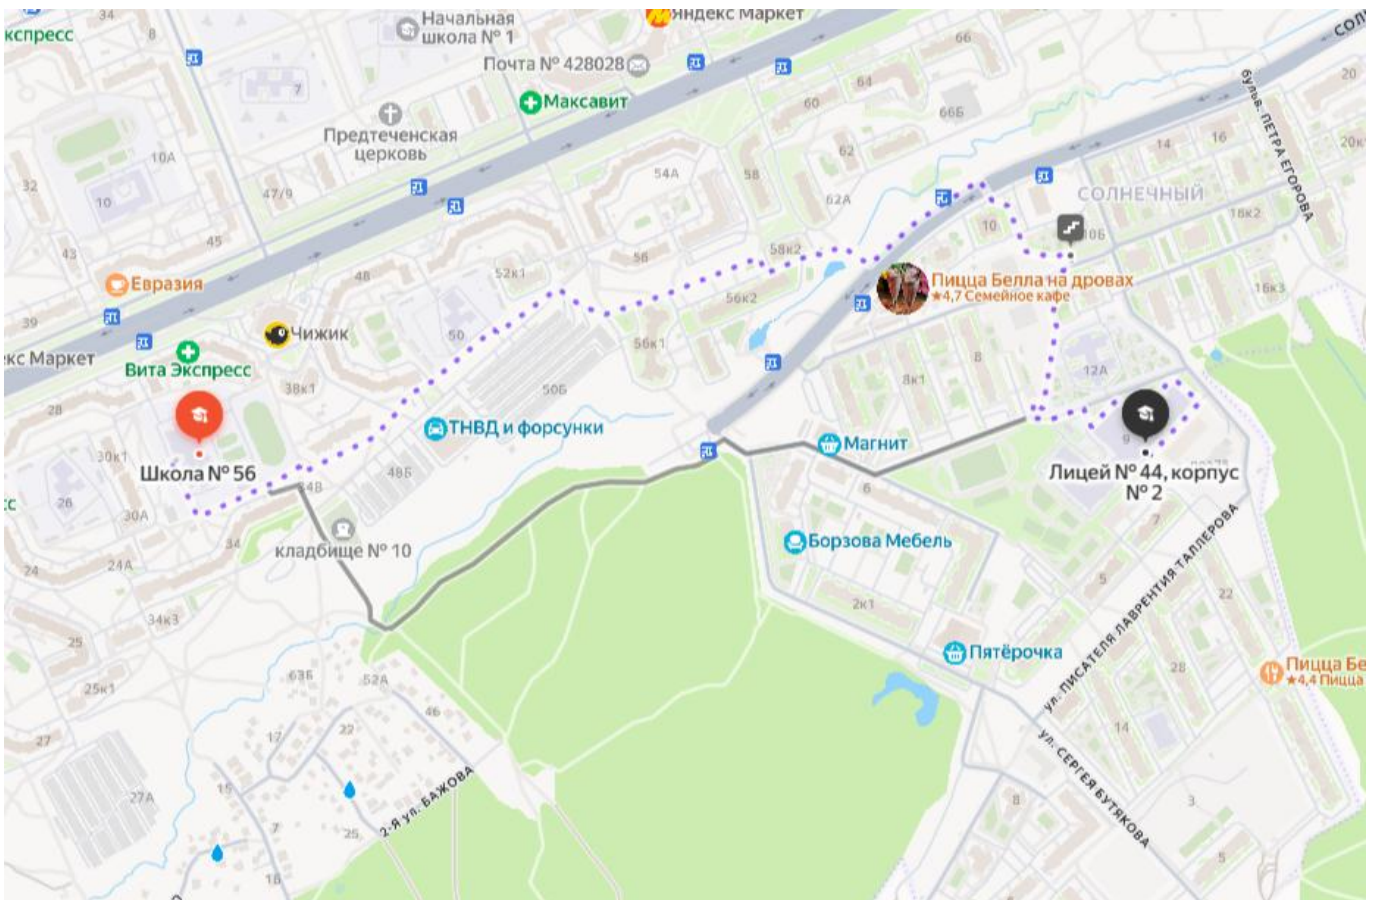 34
Начальная
школа № 1
Яндекс Маркет
кспресс
8
66
СОЛ
Почта № 428028
20
7
64
Максавит
60
66Б
бульв. ПЕТРА ЕГОРОВА
Предтеченская
церковь
10А
62
14
16
20к
32
54А
58
10
47/9
62А
СОЛНЕЧНЫЙ
18к2
10
10Б
45
43
58к2
56
48
52к1
Евразия
Пицца Белла на дровах
★4,7 Семейное кафе
16к3
56к2
39
Чижик
50
56к1
кс Маркет
Вита Экспресс
8
12А
8к1
38к1
50Б
28
ТНВД и форсунки
Магнит
9
30к1
Школа № 56
48Б
Лицей № 44, корпус
№ 2
34В
6
26
сс
30А
7
34
кладбище № 10
Борзова Мебель
24
24А
5
22
2к1
34к3
ул. ПИСАТЕЛЯ ЛАВРЕНТИЯ ТАЛЛЕРОВА
25
Пятёрочка
63Б
52А
28
Пицца Бе
★4,4 Пицца
25к1
46
14
22
17
27
ул. СЕРГЕЯ БУТЯКОВА
2-Я ул. БАЖОВА
15
27А
8
3
7
25
5
18